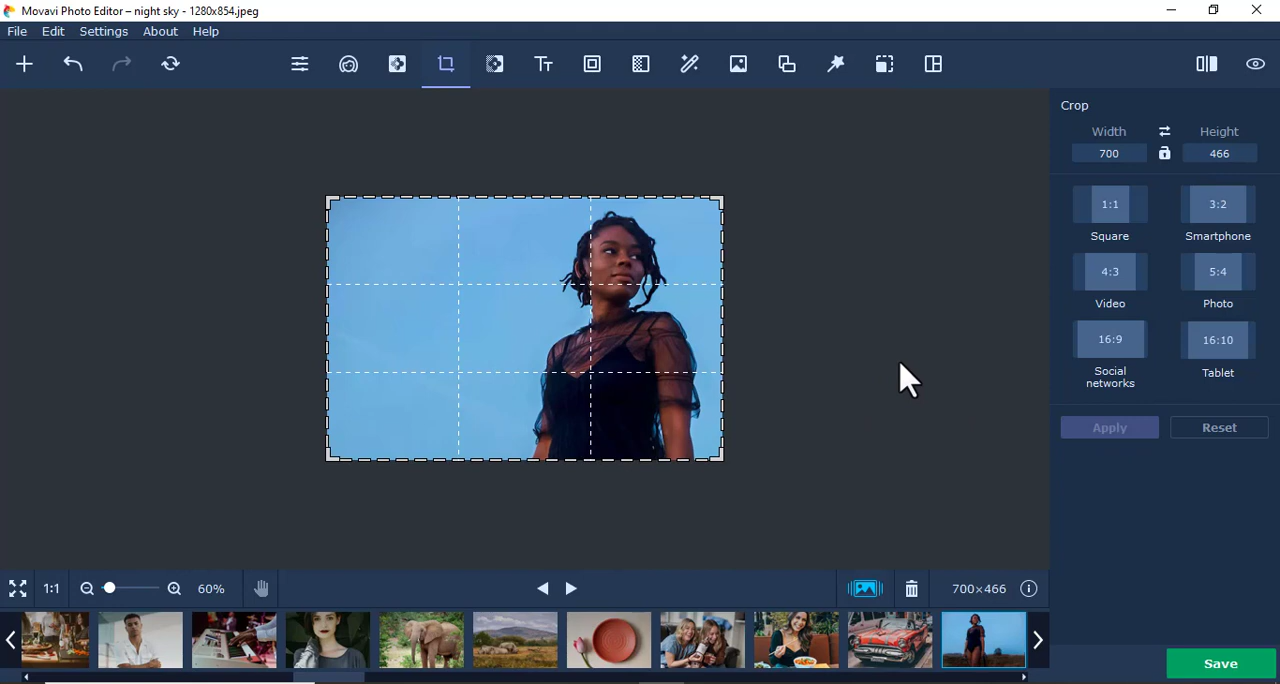 Movavi Photo Editor – night sky - 1280x854.jpeg
File Edit Settings About Help
Crop
Width Height
700 466
1:1 3:2
Square Smartphone
4:3 5:4
Video Photo
16:9 16:10
Social networks Tablet
Apply Reset
1:1 60% 700×466
Save